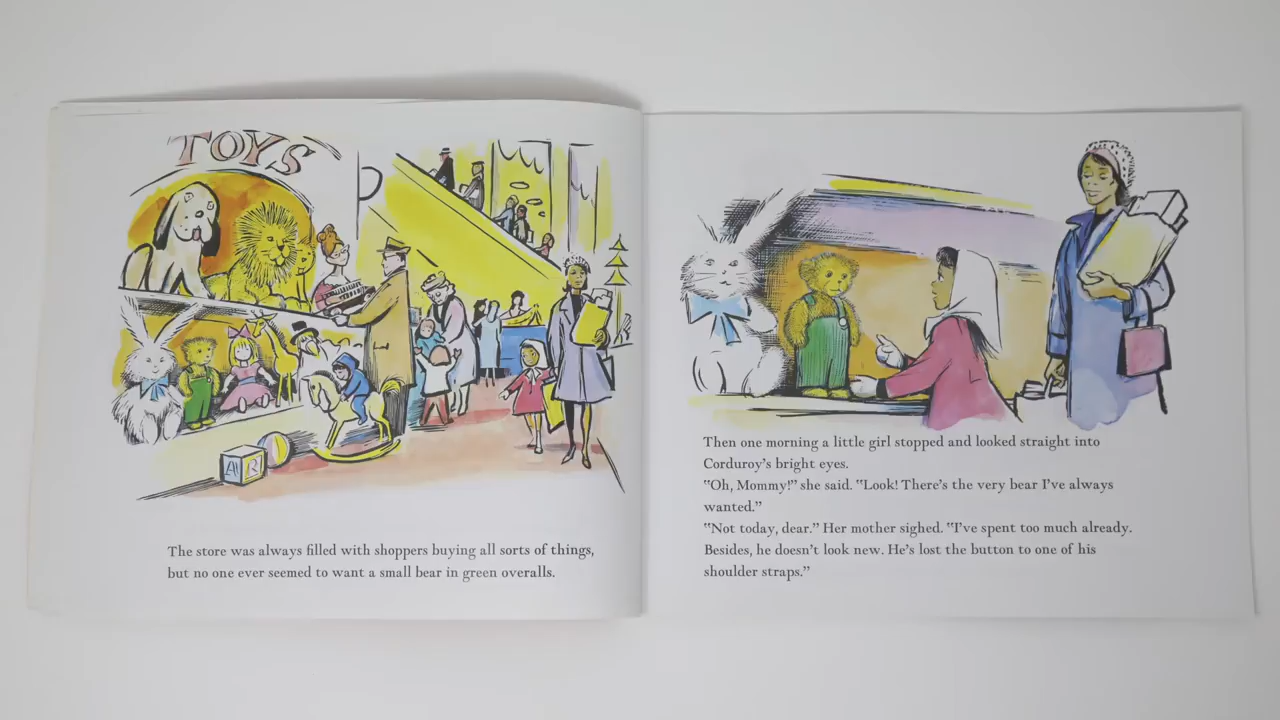 TOYS
A B
The store was always filled with shoppers buying all sorts of things,
but no one ever seemed to want a small bear in green overalls.
Then one morning a little girl stopped and looked straight into
Corduroy's bright eyes.
"Oh, Mommy!" she said. "Look! There's the very bear I've always
wanted."
"Not today, dear." Her mother sighed. "I've spent too much already.
Besides, he doesn't look new. He's lost the button to one of his
shoulder straps."